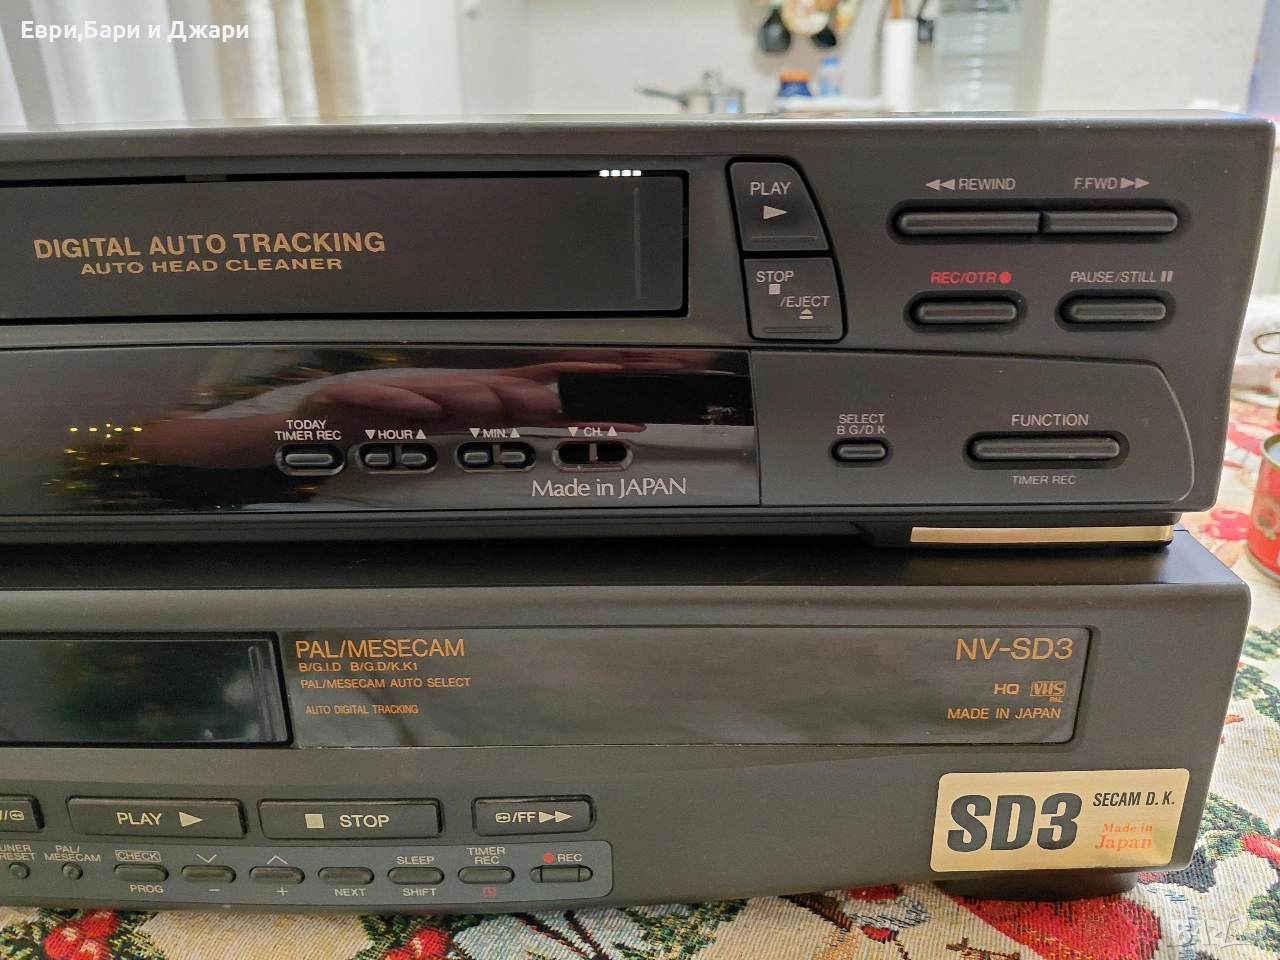 Еври,Бари и Джари
DIGITAL AUTO TRACKING
AUTO HEAD CLEANER
PLAY
STOP
/EJECT
REWIND
F.FWD
REC/OTR
PAUSE/STILL
TODAY
TIMER REC
▼HOUR▲
▼MIN.▲
▼ CH. ▲
Made in JAPAN
SELECT
B.G/D.K
FUNCTION
TIMER REC
PAL/MESECAM
B/G.I.D B/G.D/K.K1
PAL/MESECAM AUTO SELECT
AUTO DIGITAL TRACKING
NV-SD3
HQ VHS
PAL
MADE IN JAPAN
PLAY ▶
■ STOP
/FF▶▶
PAL/
MESECAM
CHECK
PROG
−
+
NEXT
SLEEP
SHIFT
TIMER
REC
● REC
SD3
SECAM D. K.
Made in
Japan